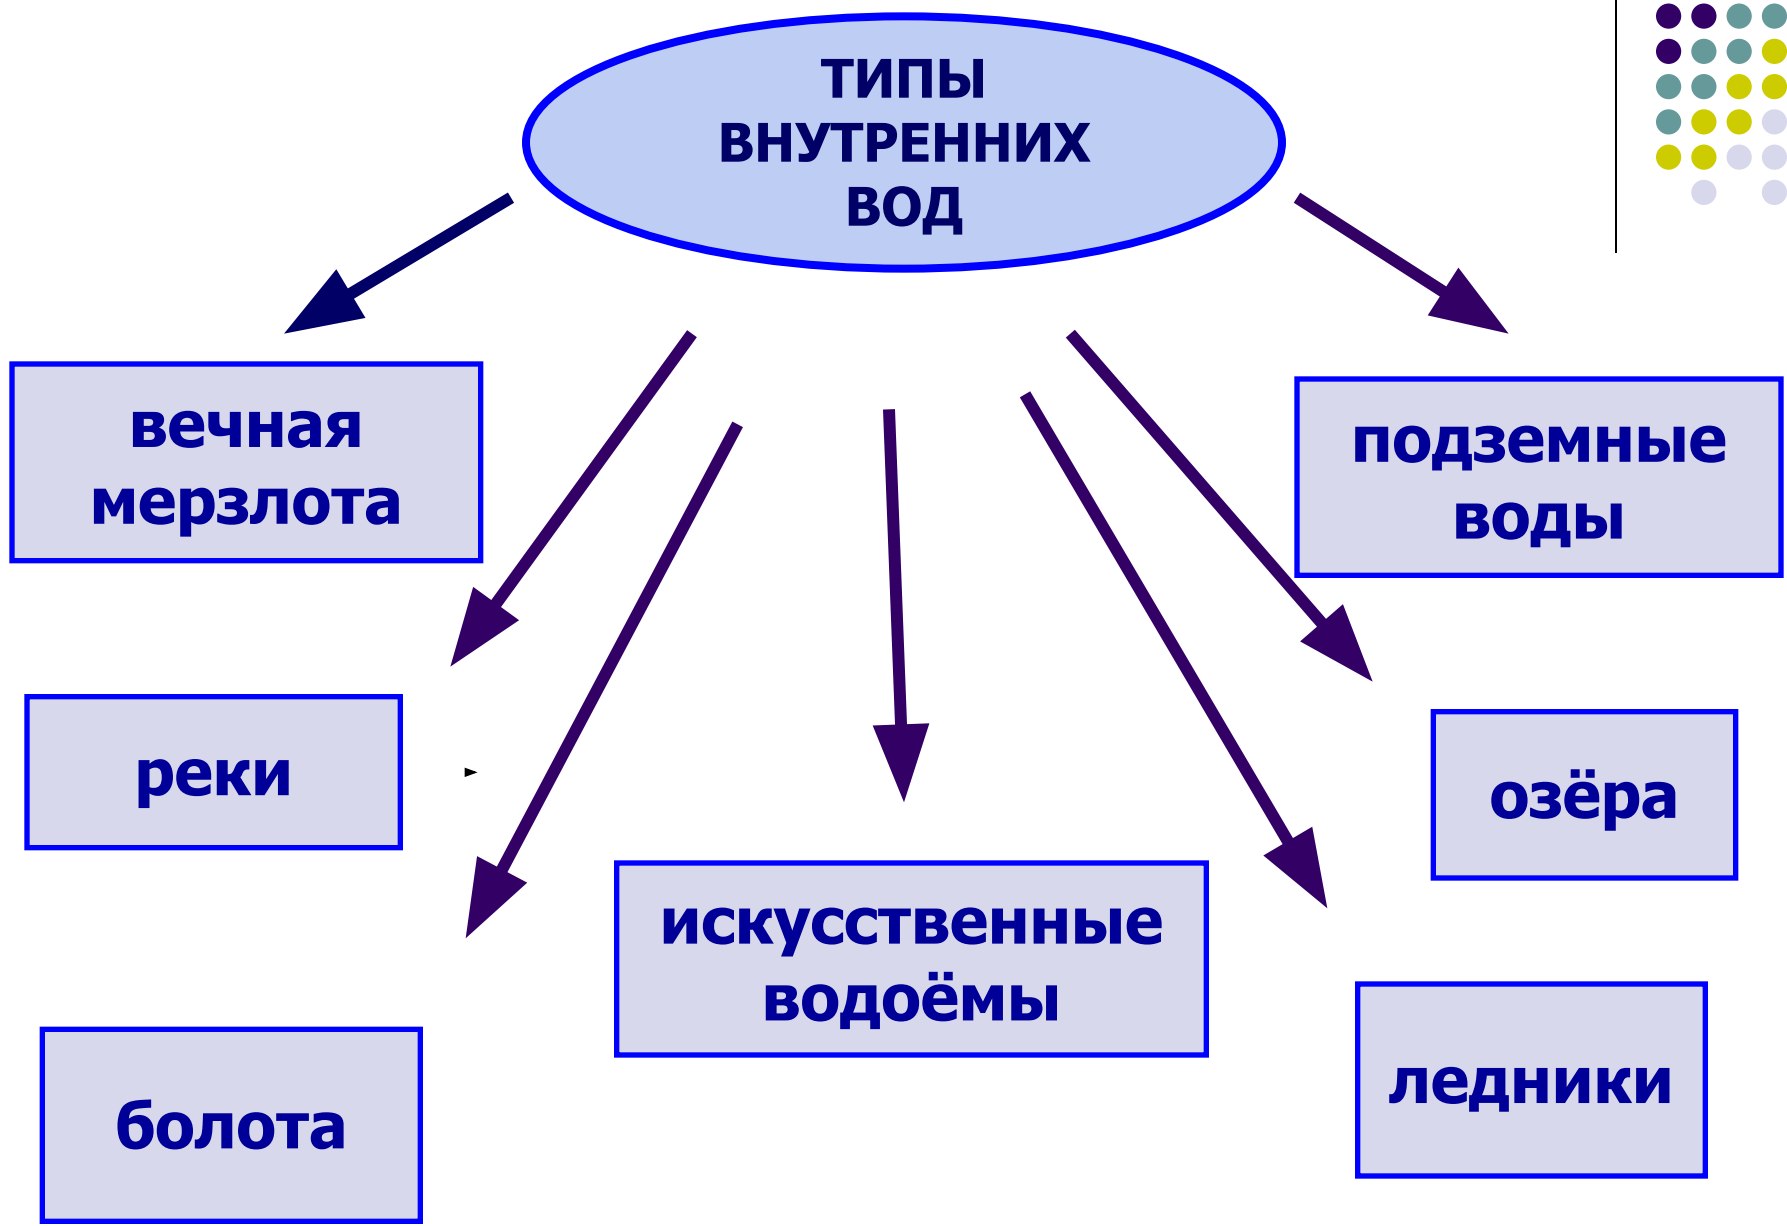 ТИПЫ
ВНУТРЕННИХ
ВОД
вечная
мерзлота
подземные
воды
реки
озёра
искусственные
водоёмы
болота
ледники